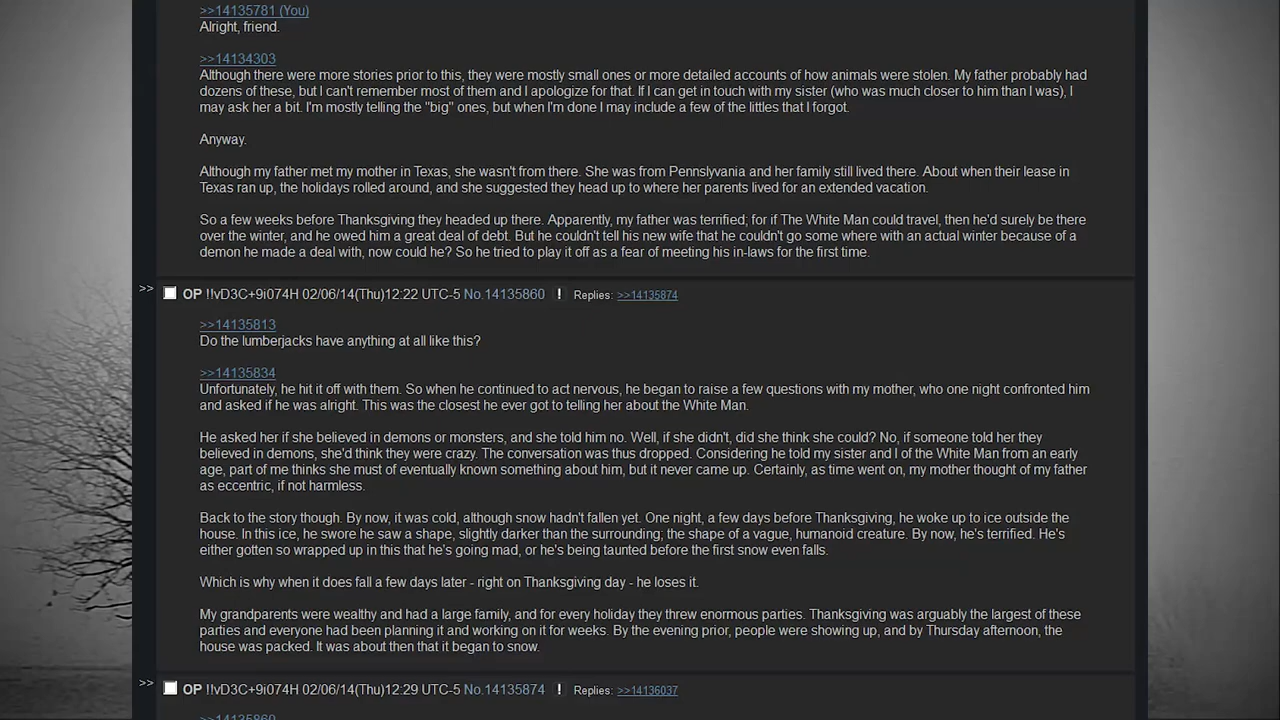 >>14135781 (You)
Alright, friend.
>>14134303
Although there were more stories prior to this, they were mostly small ones or more detailed accounts of how animals were stolen. My father probably had
dozens of these, but I can't remember most of them and I apologize for that. If I can get in touch with my sister (who was much closer to him than I was), I
may ask her a bit. I'm mostly telling the "big" ones, but when I'm done I may include a few of the littles that I forgot.
Anyway.
Although my father met my mother in Texas, she wasn't from there. She was from Pennslyvania and her family still lived there. About when their lease in
Texas ran up, the holidays rolled around, and she suggested they head up to where her parents lived for an extended vacation.
So a few weeks before Thanksgiving they headed up there. Apparently, my father was terrified; for if The White Man could travel, then he'd surely be there
over the winter, and he owed him a great deal of debt. But he couldn't tell his new wife that he couldn't go some where with an actual winter because of a
demon he made a deal with, now could he? So he tried to play it off as a fear of meeting his in-laws for the first time.
>> OP !!vD3C+9i074H 02/06/14(Thu)12:22 UTC-5 No.14135860 ! Replies: >>14135874
>>14135813
Do the lumberjacks have anything at all like this?
>>14135834
Unfortunately, he hit it off with them. So when he continued to act nervous, he began to raise a few questions with my mother, who one night confronted him
and asked if he was alright. This was the closest he ever got to telling her about the White Man.
He asked her if she believed in demons or monsters, and she told him no. Well, if she didn't, did she think she could? No, if someone told her they
believed in demons, she'd think they were crazy. The conversation was thus dropped. Considering he told my sister and I of the White Man from an early
age, part of me thinks she must of eventually known something about him, but it never came up. Certainly, as time went on, my mother thought of my father
as eccentric, if not harmless.
Back to the story though. By now, it was cold, although snow hadn't fallen yet. One night, a few days before Thanksgiving, he woke up to ice outside the
house. In this ice, he swore he saw a shape, slightly darker than the surrounding; the shape of a vague, humanoid creature. By now, he's terrified. He's
either gotten so wrapped up in this that he's going mad, or he's being taunted before the first snow even falls.
Which is why when it does fall a few days later - right on Thanksgiving day - he loses it.
My grandparents were wealthy and had a large family, and for every holiday they threw enormous parties. Thanksgiving was arguably the largest of these
parties and everyone had been planning it and working on it for weeks. By the evening prior, people were showing up, and by Thursday afternoon, the
house was packed. It was about then that it began to snow.
>> OP !!vD3C+9i074H 02/06/14(Thu)12:29 UTC-5 No.14135874 ! Replies: >>14136037
>>14135860